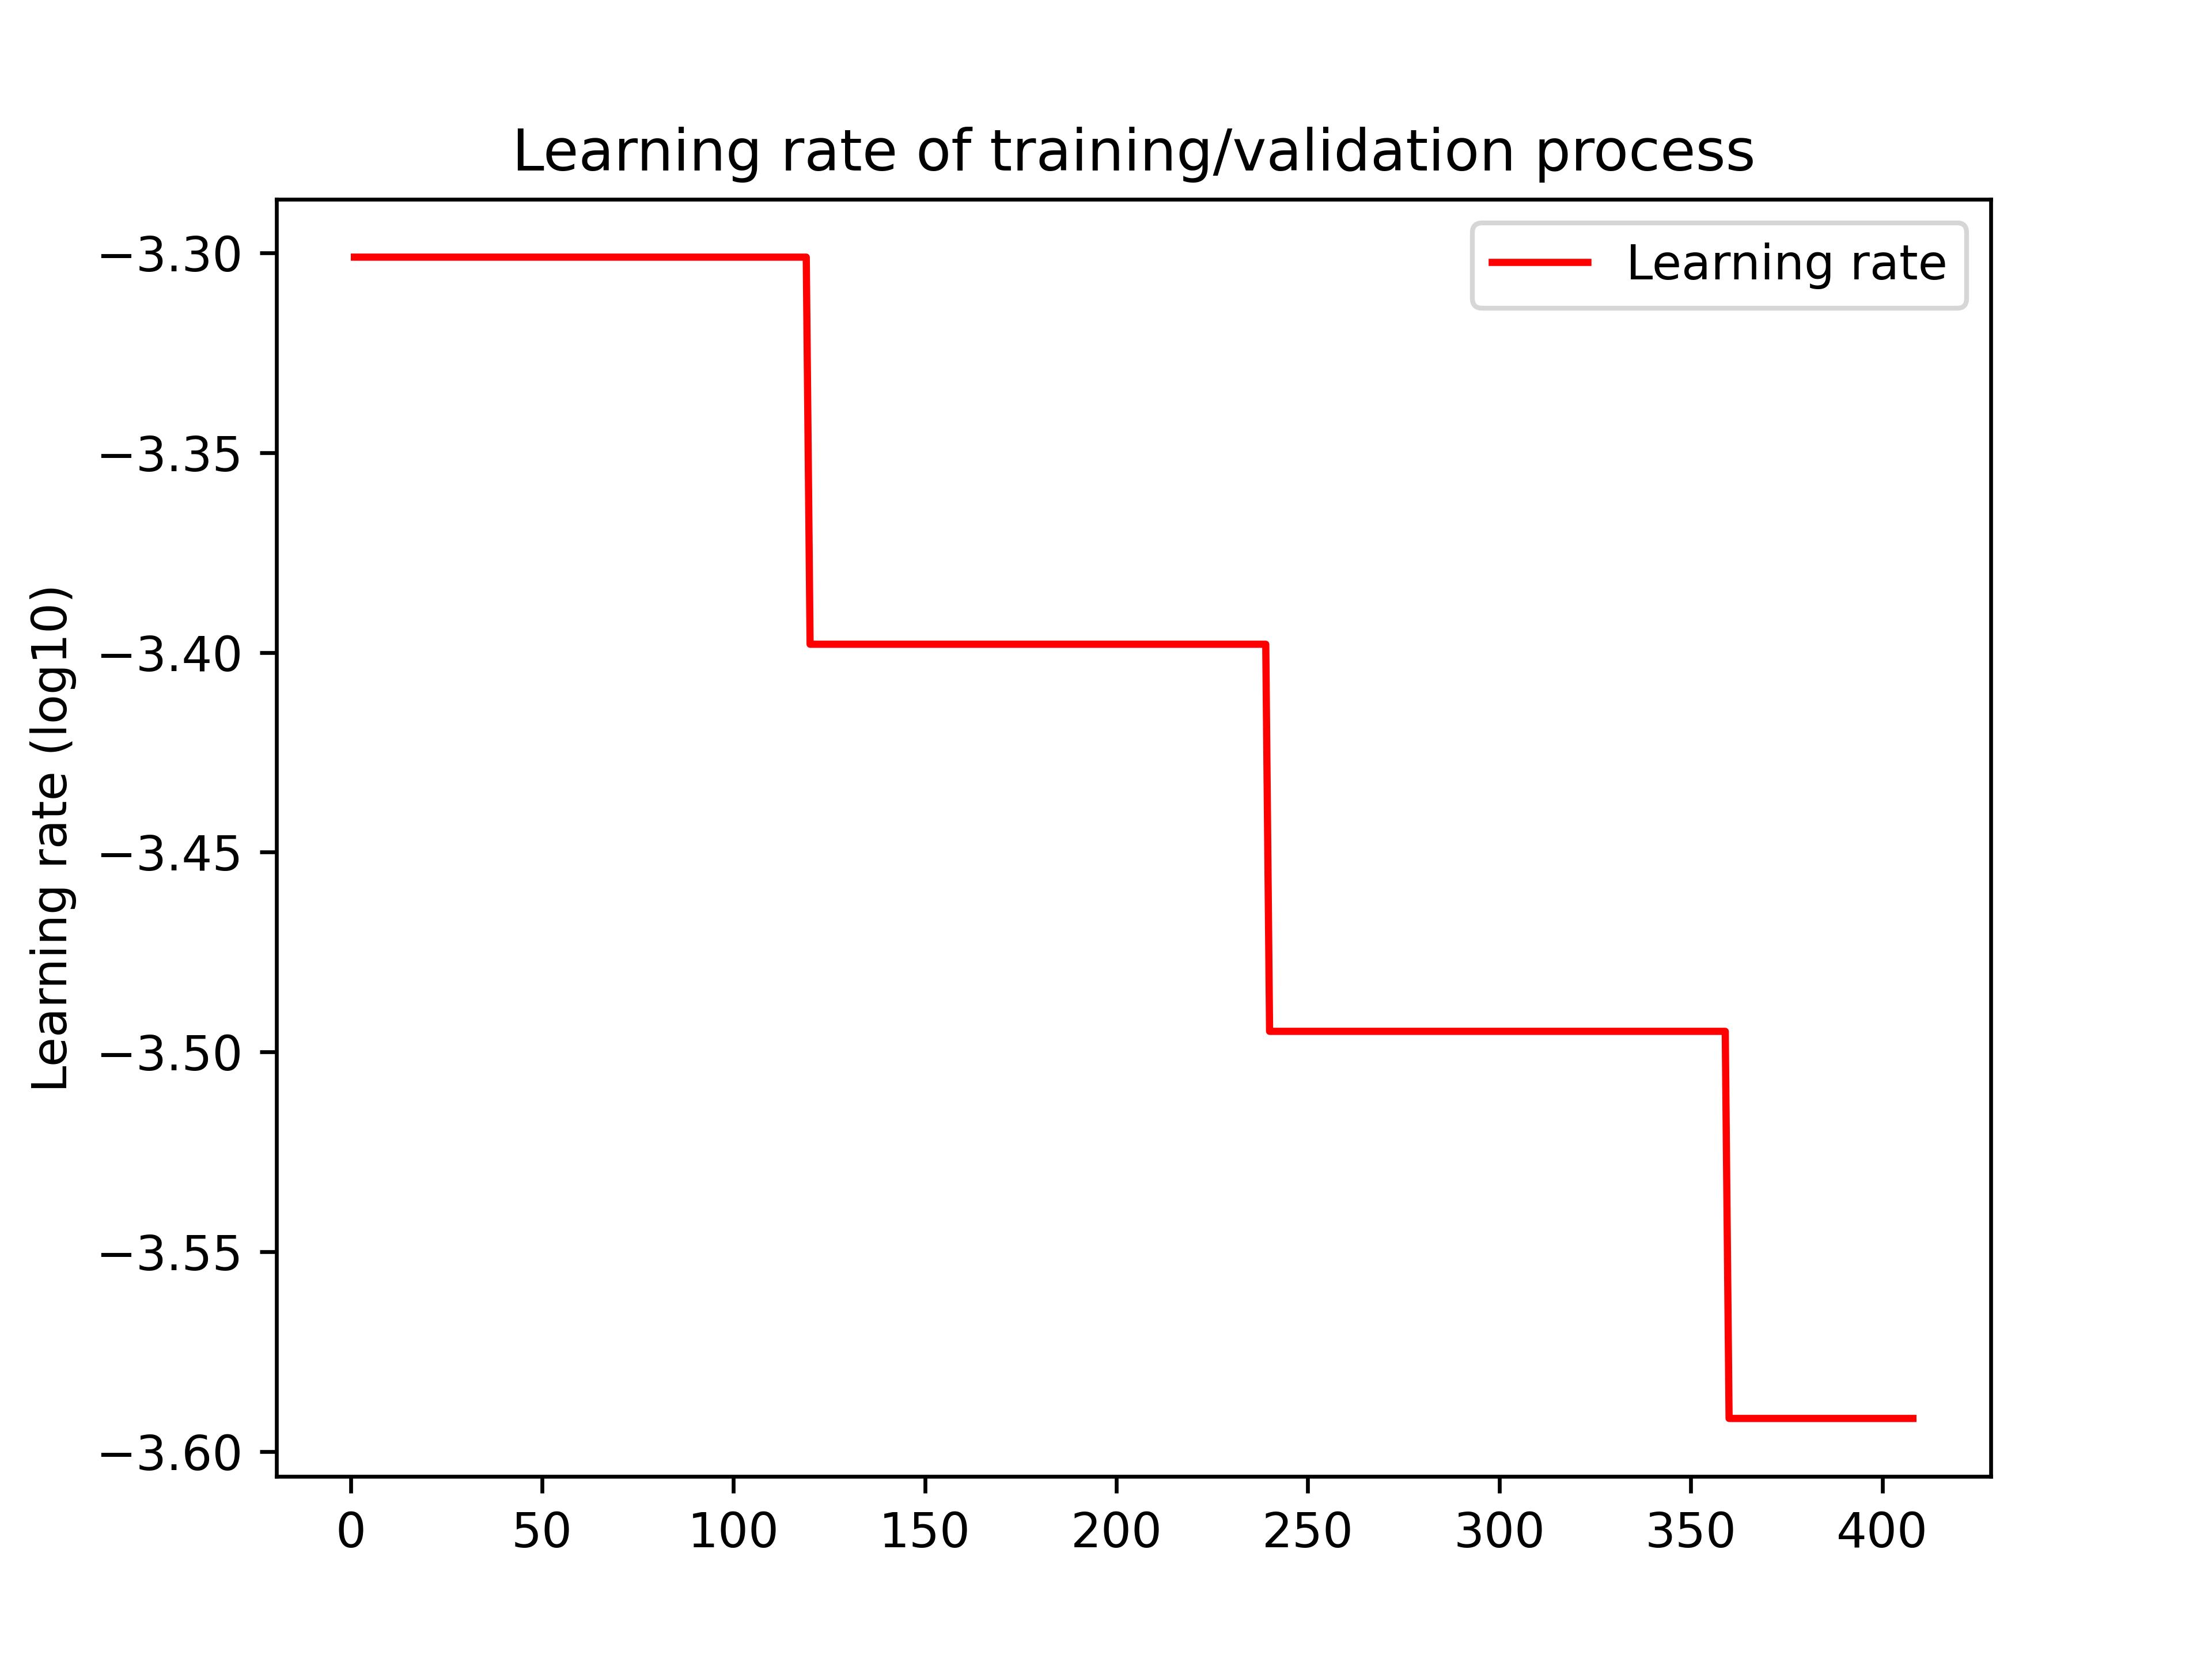 Learning rate of training/validation process
Learning rate
Learning rate (log10)
−3.30
−3.35
−3.40
−3.45
−3.50
−3.55
−3.60
0 50 100 150 200 250 300 350 400